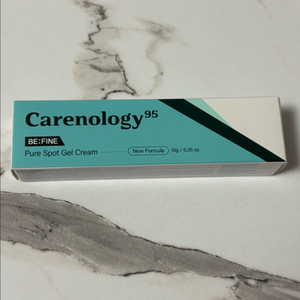 Carenology95
BE:FINE
Pure Spot Gel Cream New Formula 10g / 0.35 oz.